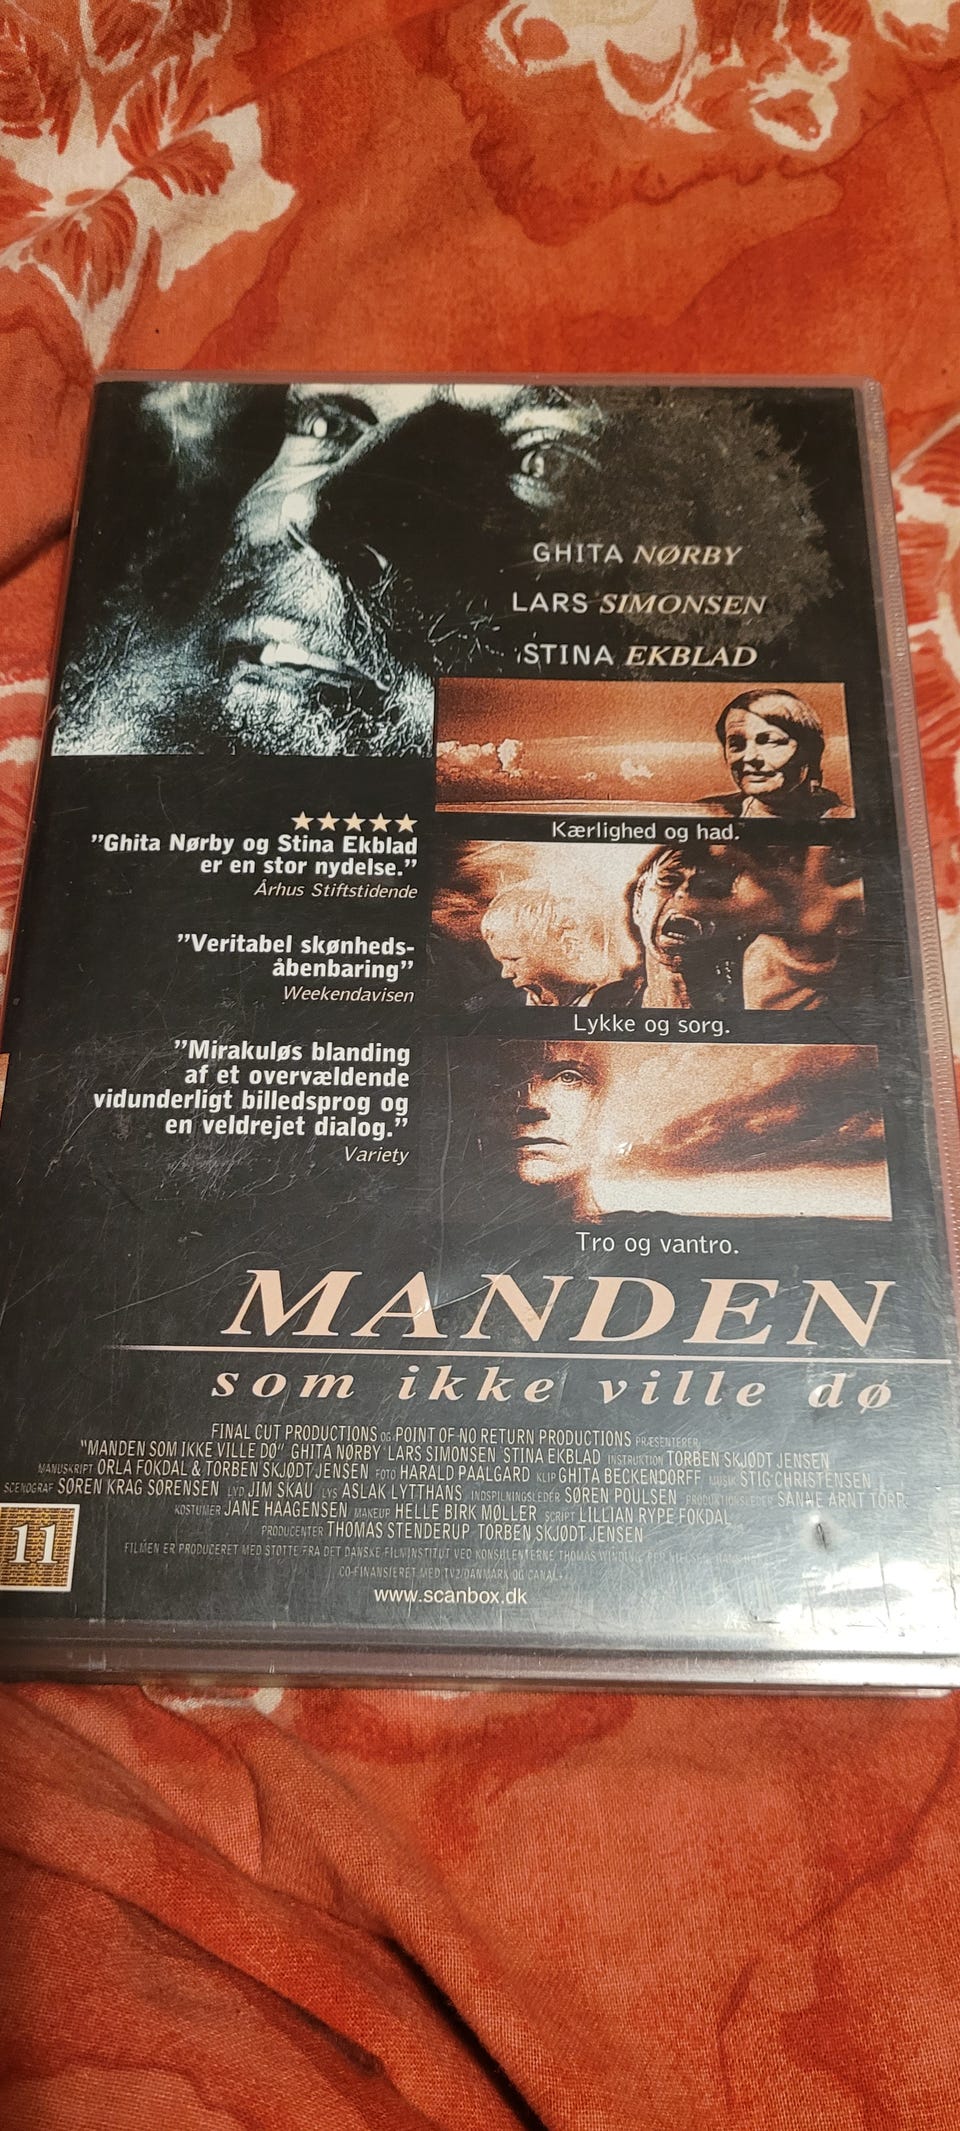 GHITA NØRBY
LARS SIMONSEN
STINA EKBLAD
★★★★★
"Ghita Nørby og Stina Ekblad
er en stor nydelse."
Århus Stiftstidende
"Veritabel skønheds-
åbenbaring"
Weekendavisen
"Mirakuløs blanding
af et overvældende
vidunderligt billedsprog og
en veldrejet dialog."
Variety
Kærlighed og had.
Lykke og sorg.
Tro og vantro.
MANDEN
som ikke ville dø
FINAL CUT PRODUCTIONS OG POINT OF NO RETURN PRODUCTIONS PRÆSENTERER
"MANDEN SOM IKKE VILLE DØ" GHITA NØRBY LARS SIMONSEN STINA EKBLAD INSTRUKTION TORBEN SKJØDT JENSEN
MANUSKRIPT ORLA FOKDAL & TORBEN SKJØDT JENSEN FOTO HARALD PAALGARD KLIP GHITA BECKENDORFF MUSIK STIG CHRISTENSEN
SCENOGRAF SØREN KRAG SØRENSEN LYD JIM SKAU LYS ASLAK LYTTHANS INDSPILNINGSLEDER SØREN POULSEN PRODUKTIONSLEDER SANNE ARNT TORP
KOSTUMER JANE HAAGENSEN MAKEUP HELLE BIRK MØLLER SCRIPT LILLIAN RYPE FOKDAL
PRODUCENTER THOMAS STENDERUP TORBEN SKJØDT JENSEN
FILMEN ER PRODUCERET MED STØTTE FRA DET DANSKE FILMINSTITUT VED KONSULENTERNE THOMAS WINDING, PER NIELSEN
CO-FINANSIERET MED TV2/DANMARK OG CANAL+
11
www.scanbox.dk